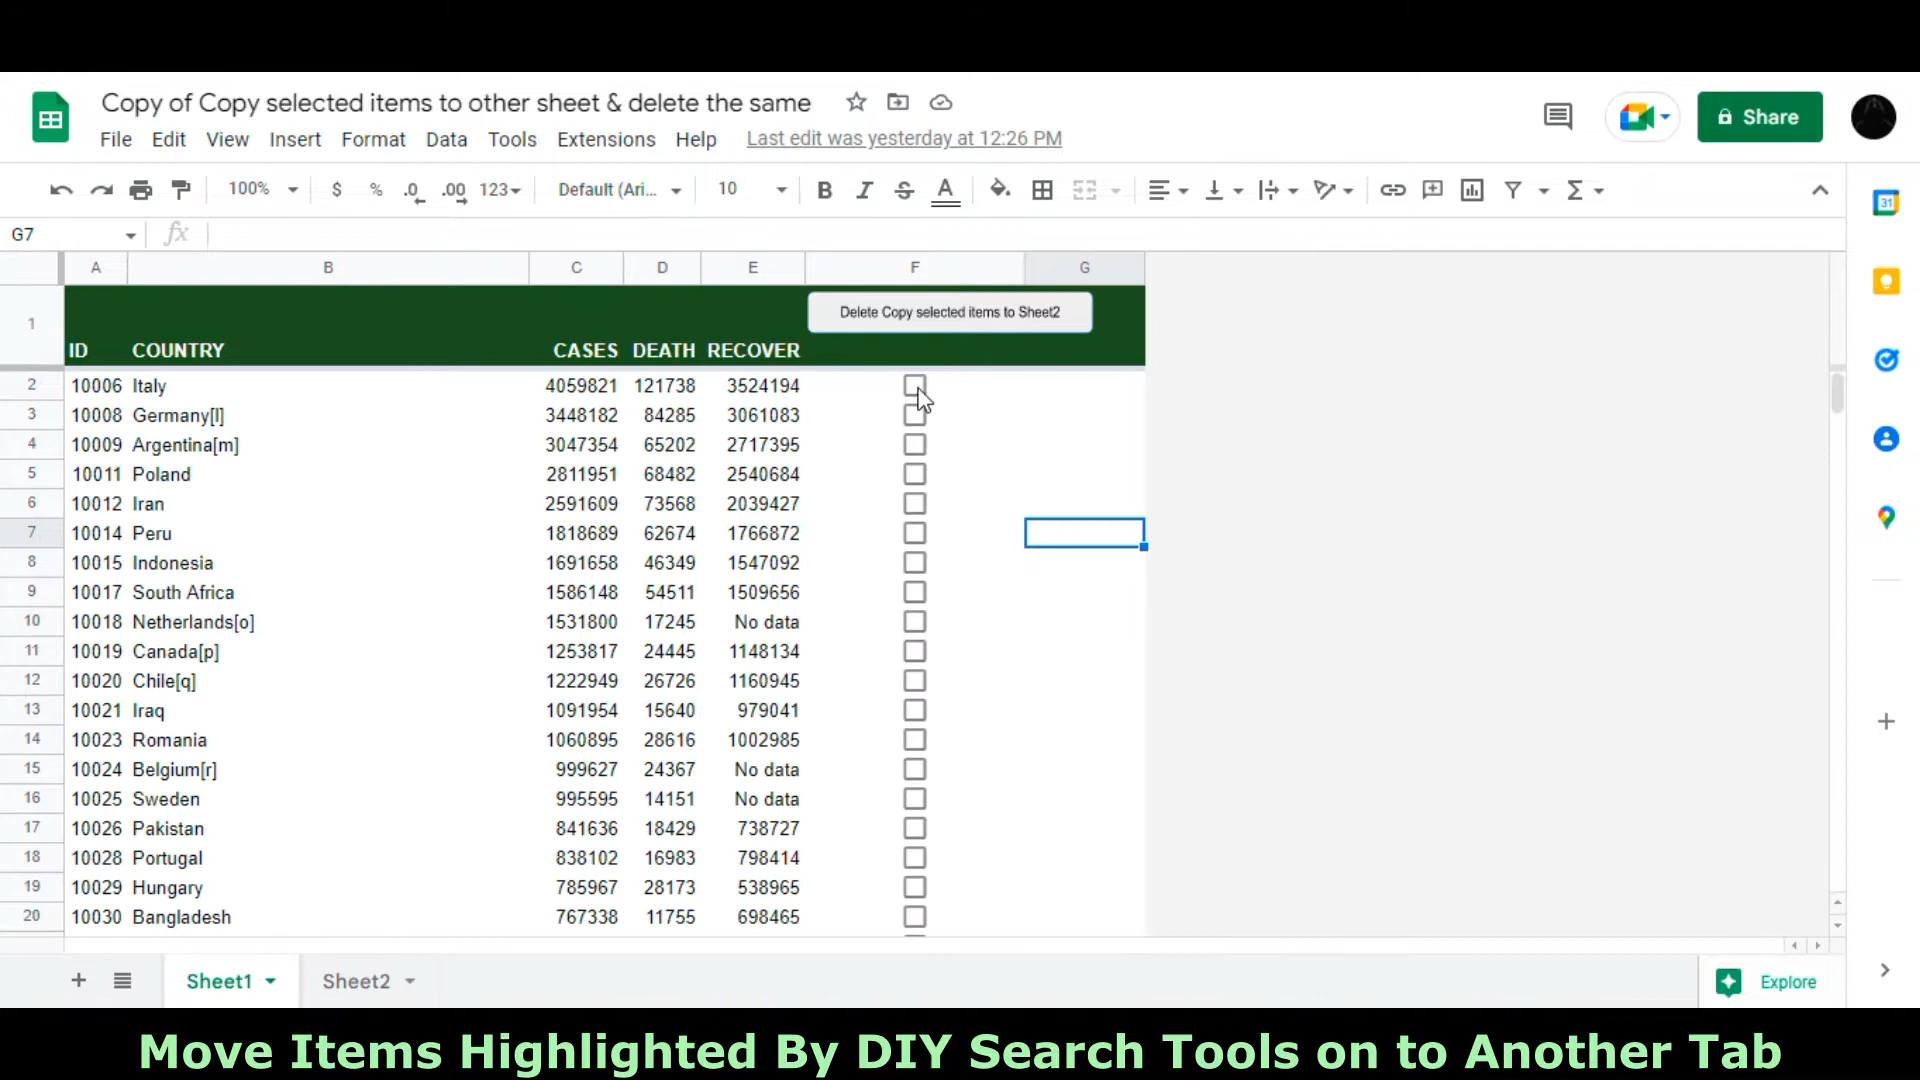 Copy of Copy selected items to other sheet & delete the same
Share
File Edit View Insert Format Data Tools Extensions Help Last edit was yesterday at 12:26 PM
100% $ % .0 .00 123 Default (Ari... 10 B I S A
31
G7 fx
A B C D E F G
Delete Copy selected items to Sheet2
1 ID COUNTRY CASES DEATH RECOVER
2 10006 Italy 4059821 121738 3524194
3 10008 Germany[l] 3448182 84285 3061083
4 10009 Argentina[m] 3047354 65202 2717395
5 10011 Poland 2811951 68482 2540684
6 10012 Iran 2591609 73568 2039427
7 10014 Peru 1818689 62674 1766872
8 10015 Indonesia 1691658 46349 1547092
9 10017 South Africa 1586148 54511 1509656
10 10018 Netherlands[o] 1531800 17245 No data
11 10019 Canada[p] 1253817 24445 1148134
12 10020 Chile[q] 1222949 26726 1160945
13 10021 Iraq 1091954 15640 979041
14 10023 Romania 1060895 28616 1002985
15 10024 Belgium[r] 999627 24367 No data
16 10025 Sweden 995595 14151 No data
17 10026 Pakistan 841636 18429 738727
18 10028 Portugal 838102 16983 798414
19 10029 Hungary 785967 28173 538965
20 10030 Bangladesh 767338 11755 698465
Sheet1 Sheet2 Explore
Move Items Highlighted By DIY Search Tools on to Another Tab